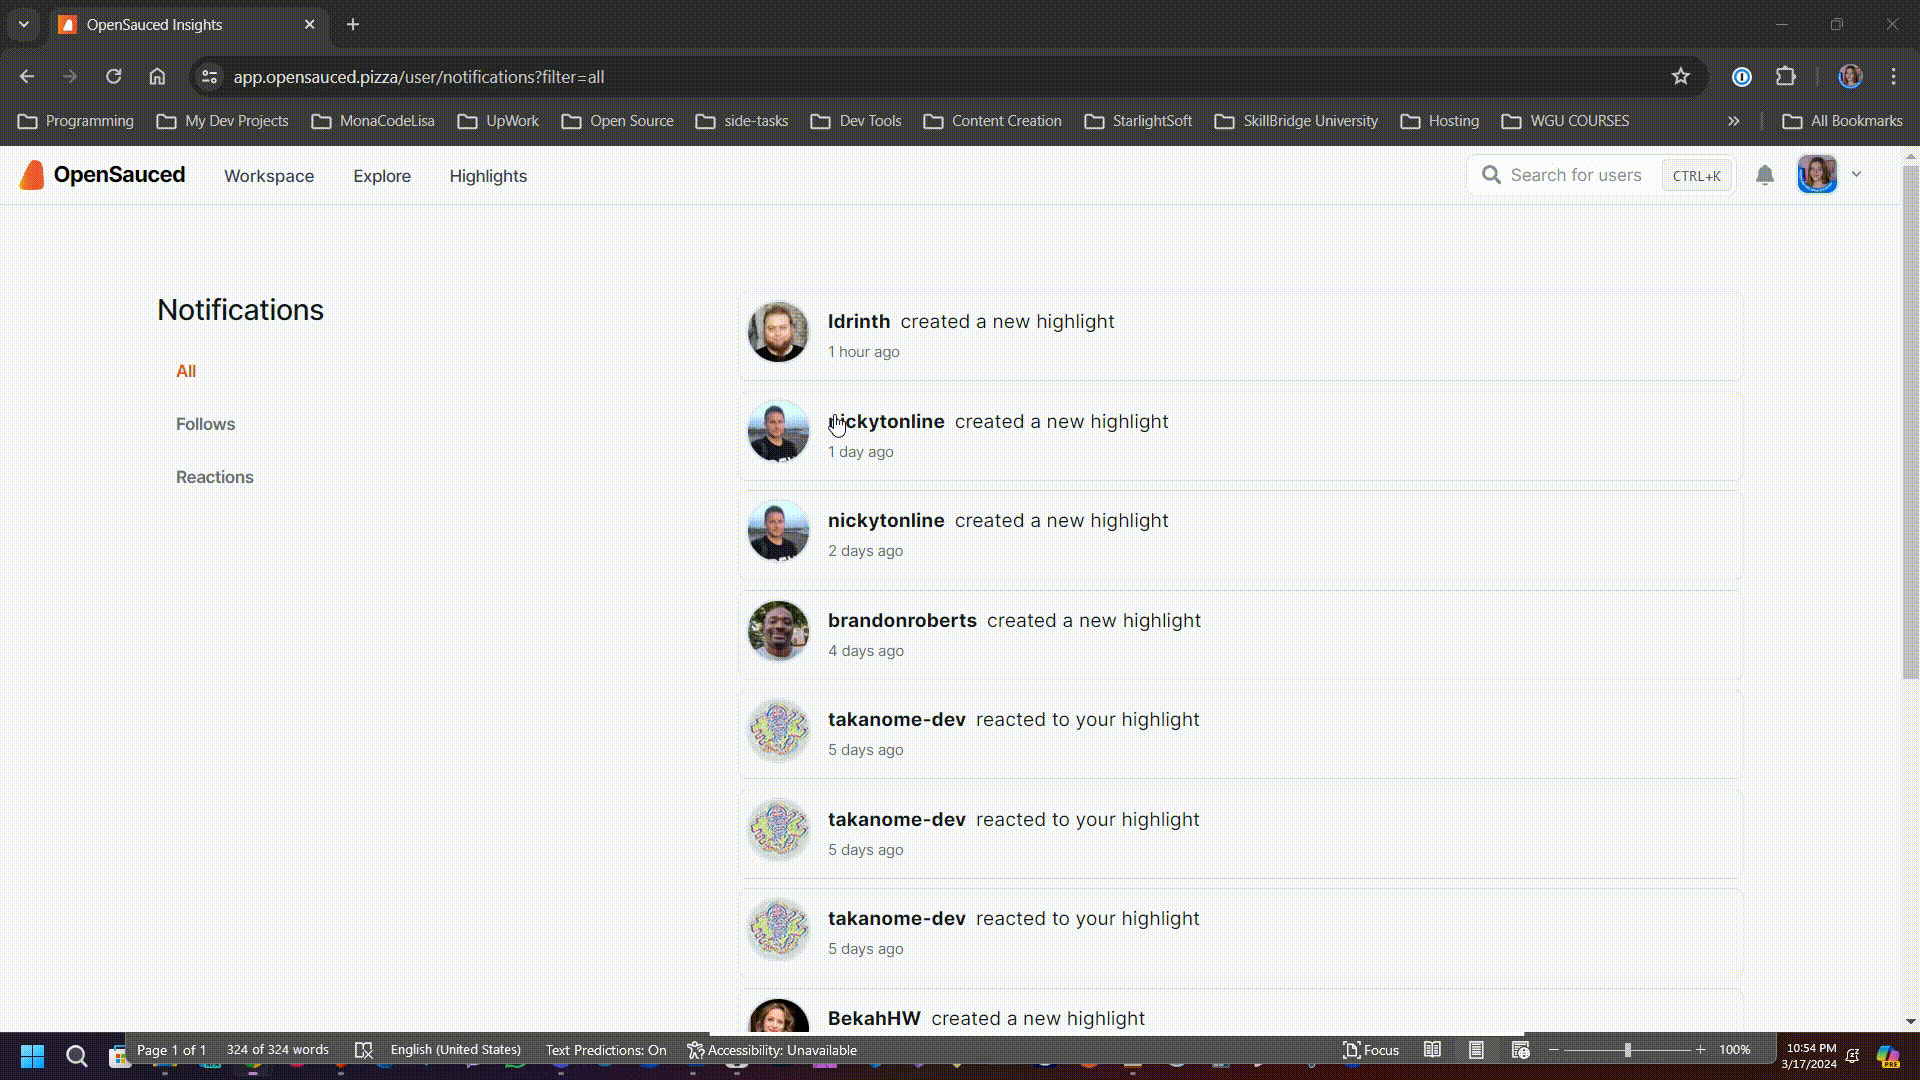 OpenSauced Insights
app.opensauced.pizza/user/notifications?filter=all
Programming My Dev Projects MonaCodeLisa UpWork Open Source side-tasks Dev Tools Content Creation StarlightSoft SkillBridge University Hosting WGU COURSES » All Bookmarks
OpenSauced Workspace Explore Highlights Search for users CTRL+K
Notifications
All
Follows
Reactions
Idrinth created a new highlight
1 hour ago
nickytonline created a new highlight
1 day ago
nickytonline created a new highlight
2 days ago
brandonroberts created a new highlight
4 days ago
takanome-dev reacted to your highlight
5 days ago
takanome-dev reacted to your highlight
5 days ago
takanome-dev reacted to your highlight
5 days ago
BekahHW created a new highlight
Page 1 of 1 324 of 324 words English (United States) Text Predictions: On Accessibility: Unavailable Focus 100%
10:54 PM
3/17/2024
PRE